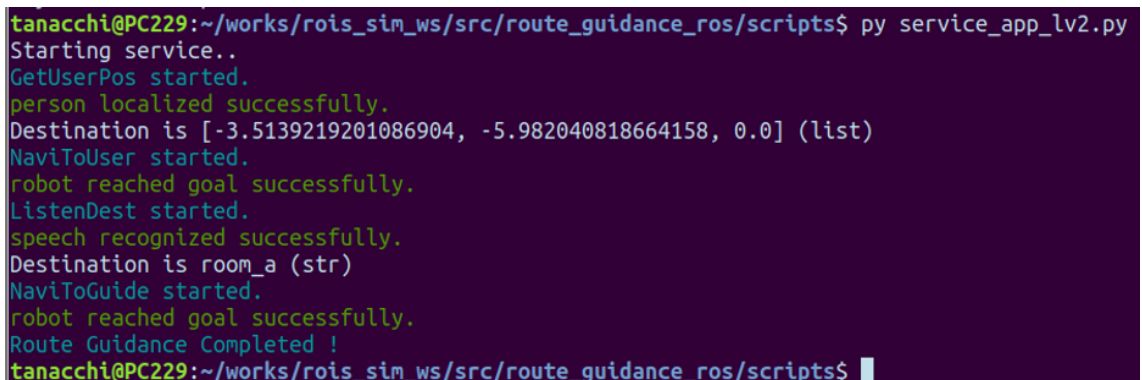 tanacchi@PC229:~/works/rois_sim_ws/src/route_guidance_ros/scripts$ py service_app_lv2.py
Starting service..
GetUserPos started.
person localized successfully.
Destination is [-3.5139219201086904, -5.982040818664158, 0.0] (list)
NaviToUser started.
robot reached goal successfully.
ListenDest started.
speech recognized successfully.
Destination is room_a (str)
NaviToGuide started.
robot reached goal successfully.
Route Guidance Completed !
tanacchi@PC229:~/works/rois_sim_ws/src/route_guidance_ros/scripts$